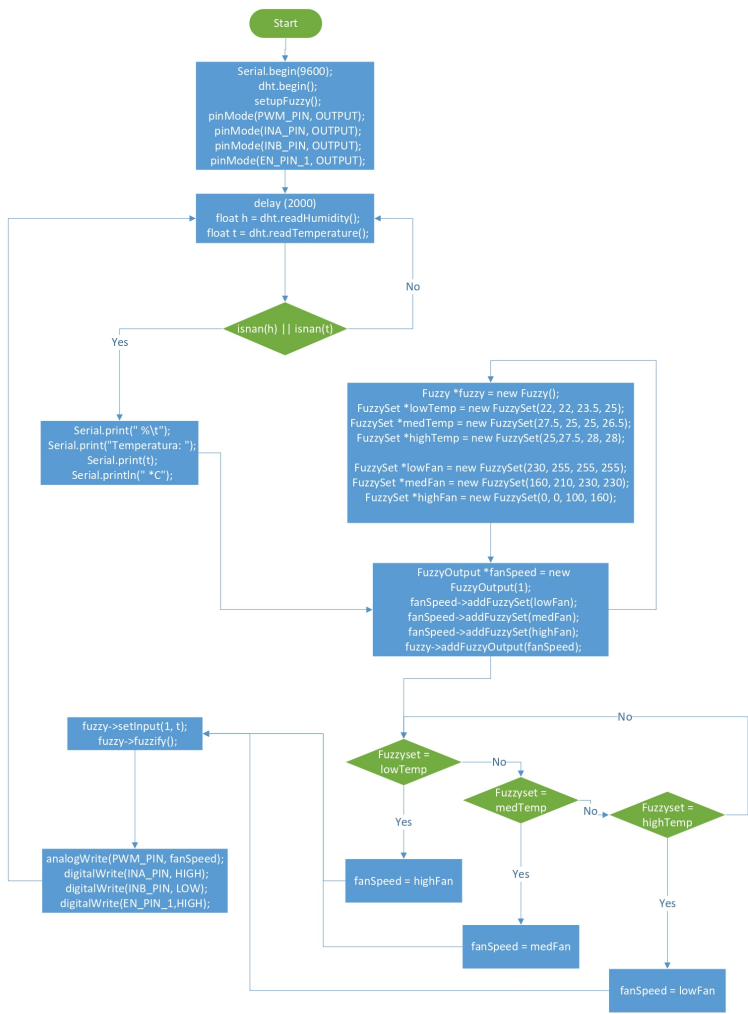 Start
Serial.begin(9600);
dht.begin();
setupFuzzy();
pinMode(PWM_PIN, OUTPUT);
pinMode(INA_PIN, OUTPUT);
pinMode(INB_PIN, OUTPUT);
pinMode(EN_PIN_1, OUTPUT);
delay (2000)
float h = dht.readHumidity();
float t = dht.readTemperature();
No
isnan(h) || isnan(t)
Yes
Serial.print(" %\t");
Serial.print("Temperatura: ");
Serial.print(t);
Serial.println(" *C");
Fuzzy *fuzzy = new Fuzzy();
FuzzySet *lowTemp = new FuzzySet(22, 22, 23.5, 25);
FuzzySet *medTemp = new FuzzySet(27.5, 25, 25, 26.5);
FuzzySet *highTemp = new FuzzySet(25,27.5, 28, 28);
FuzzySet *lowFan = new FuzzySet(230, 255, 255, 255);
FuzzySet *medFan = new FuzzySet(160, 210, 230, 230);
FuzzySet *highFan = new FuzzySet(0, 0, 100, 160);
FuzzyOutput *fanSpeed = new
FuzzyOutput(1);
fanSpeed->addFuzzySet(lowFan);
fanSpeed->addFuzzySet(medFan);
fanSpeed->addFuzzySet(highFan);
fuzzy->addFuzzyOutput(fanSpeed);
No
fuzzy->setInput(1, t);
fuzzy->fuzzify();
Fuzzyset =
lowTemp
No
Fuzzyset =
medTemp
No
Fuzzyset =
highTemp
Yes
analogWrite(PWM_PIN, fanSpeed);
digitalWrite(INA_PIN, HIGH);
digitalWrite(INB_PIN, LOW);
digitalWrite(EN_PIN_1,HIGH);
fanSpeed = highFan
Yes
Yes
fanSpeed = medFan
fanSpeed = lowFan